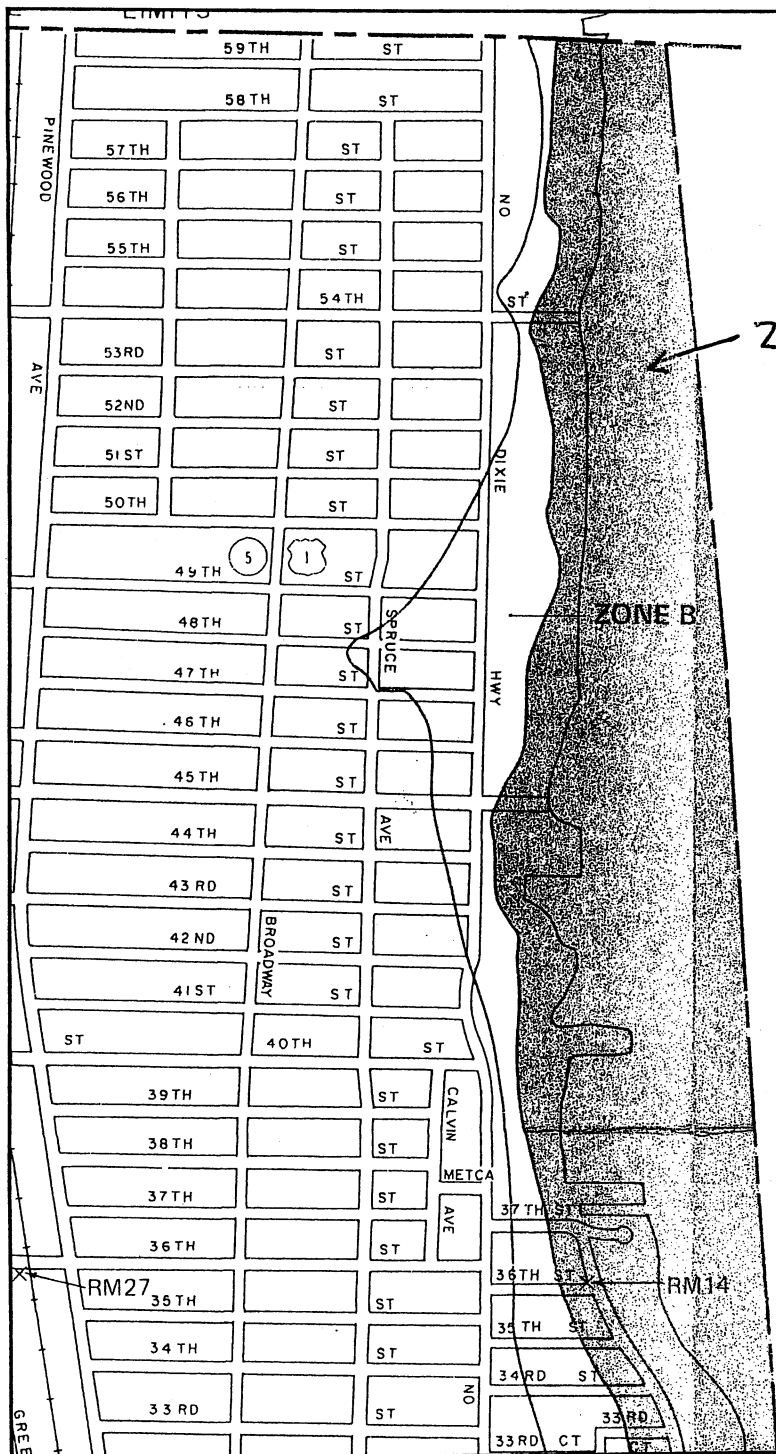 LIMITS
59TH ST
58TH ST
PINEWOOD
57TH ST
NO
56TH ST
55TH ST
54TH ST
Z
53RD ST
AVE
52ND ST
DIXIE
51ST ST
50TH ST
5 1
49TH ST
ZONE B
48TH ST
SPRUCE
47TH ST
HWY
46TH ST
45TH ST
44TH ST
AVE
43RD ST
42ND ST
BROADWAY
41ST ST
ST 40TH ST
39TH ST
CALVIN
38TH ST
METCA
37TH ST
37TH ST
AVE
36TH ST
36TH ST
RM27
RM14
35TH ST
35TH ST
34TH ST
34RD ST
NO
33RD ST
33RD
GREE
33RD CT CT